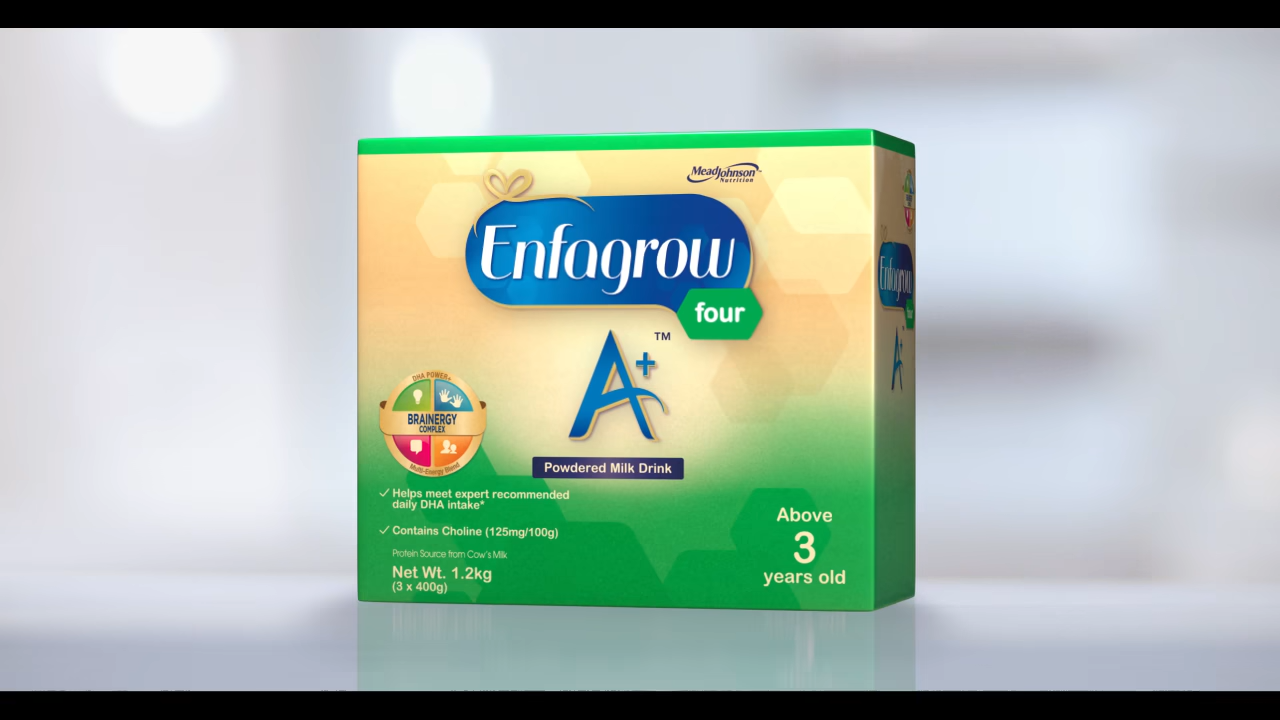 MeadJohnson™
Nutrition
Enfagrow
four
A+ ™
DHA POWER+
BRAINERGY
COMPLEX
Multi-Energy Blend
Powdered Milk Drink
✓ Helps meet expert recommended
daily DHA intake*
✓ Contains Choline (125mg/100g)
Protein Source from Cow's Milk
Net Wt. 1.2kg
(3 x 400g)
Above
3
years old
Enfagrow
A+